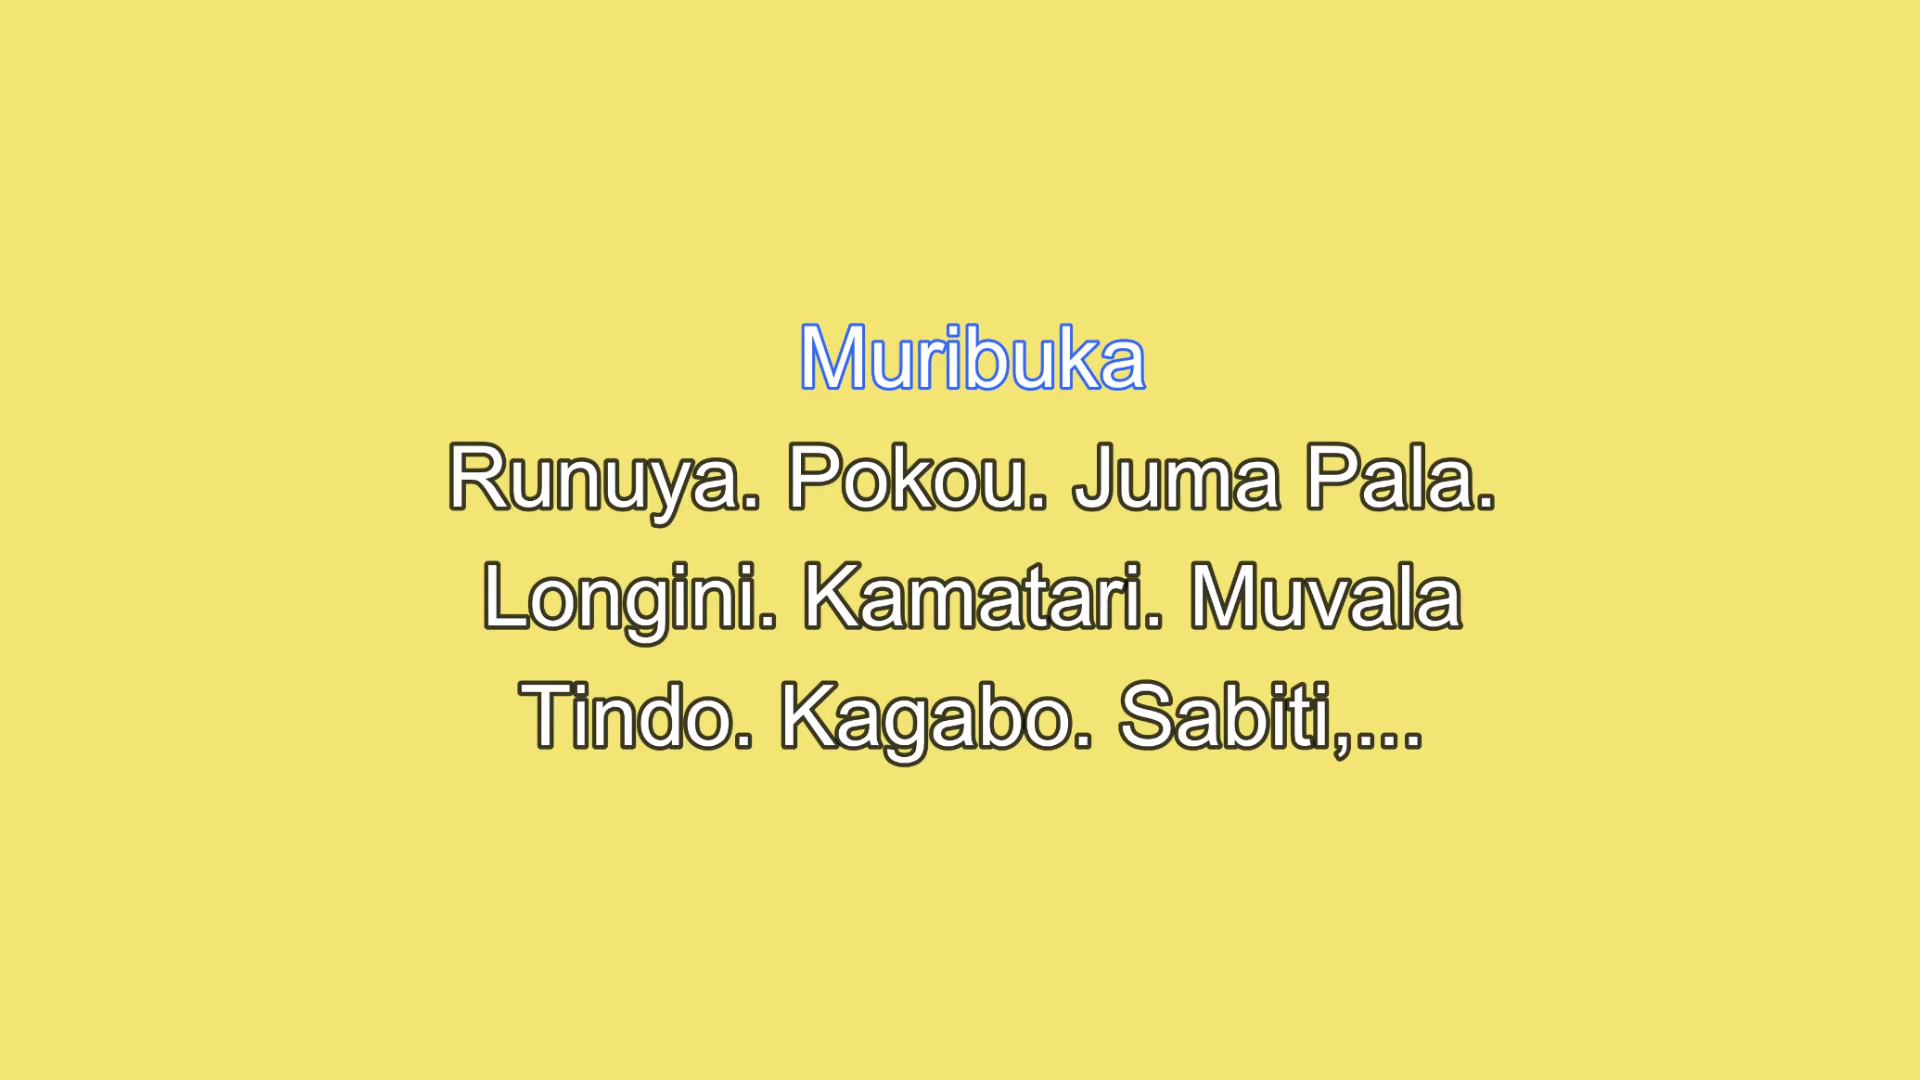 Muribuka
Runuya. Pokou. Juma Pala.
Longini. Kamatari. Muvala
Tindo. Kagabo. Sabiti,...